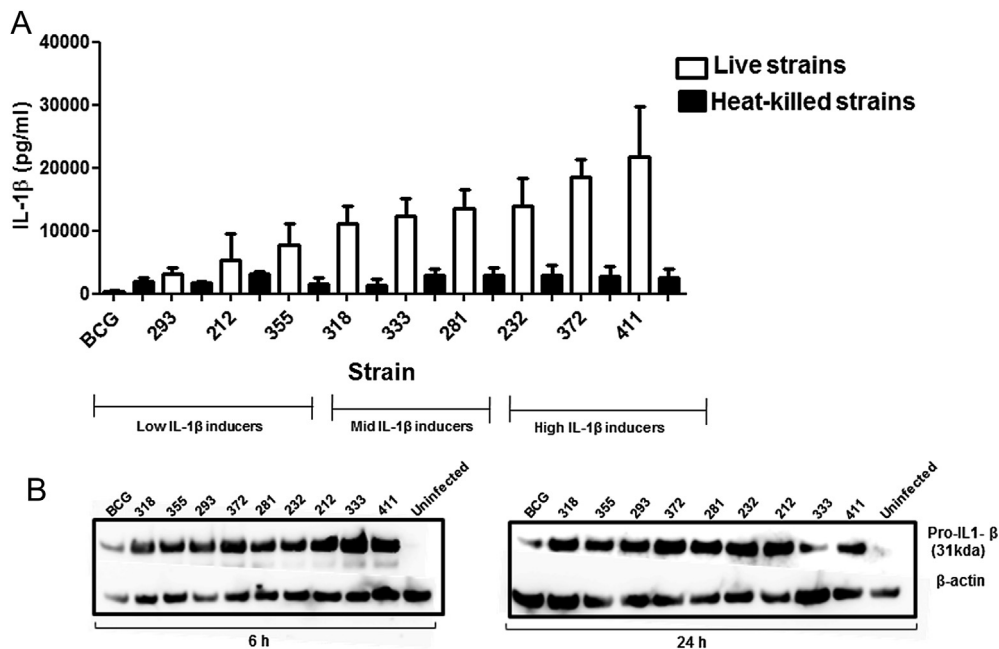 A
40000
30000
20000
10000
0
IL-1β (pg/ml)
Live strains
Heat-killed strains
BCG 293 212 355 318 333 281 232 372 411
Strain
Low IL-1β inducers Mid IL-1β inducers High IL-1β inducers
B
BCG 318 355 293 372 281 232 212 333 411 Uninfected
6 h
BCG 318 355 293 372 281 232 212 333 411 Uninfected
Pro-IL1- β
(31kda)
β-actin
24 h